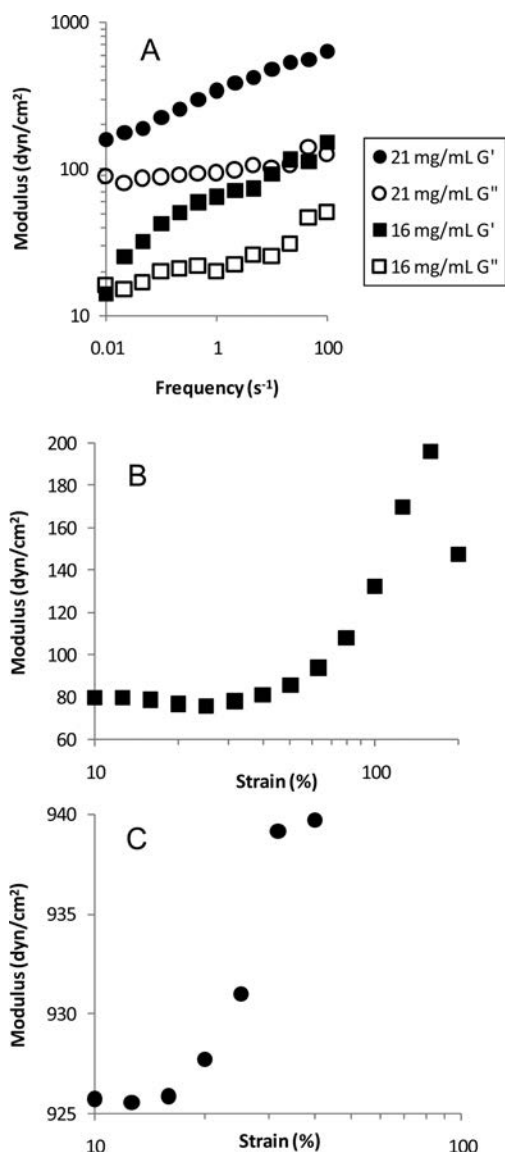 A
1000
100
10
0.01 1 100
Modulus (dyn/cm²)
Frequency (s⁻¹)
21 mg/mL G'
21 mg/mL G"
16 mg/mL G'
16 mg/mL G"
B
200
180
160
140
120
100
80
60
10 100
Modulus (dyn/cm²)
Strain (%)
C
940
935
930
925
10 100
Modulus (dyn/cm²)
Strain (%)